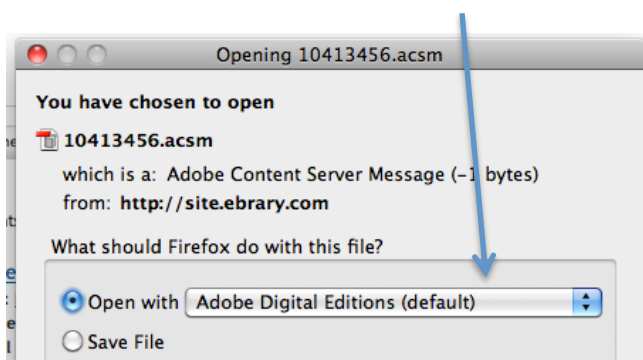 Opening 10413456.acsm
You have chosen to open
10413456.acsm
which is a: Adobe Content Server Message (-1 bytes)
from: http://site.ebrary.com
What should Firefox do with this file?
Open with Adobe Digital Editions (default)
Save File